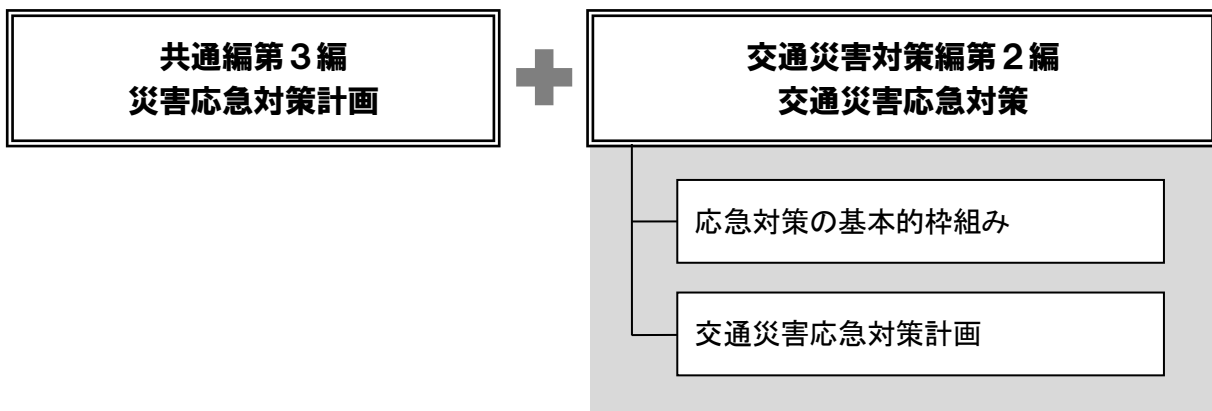 共通編第３編
災害応急対策計画
交通災害対策編第２編
交通災害応急対策
応急対策の基本的枠組み
交通災害応急対策計画